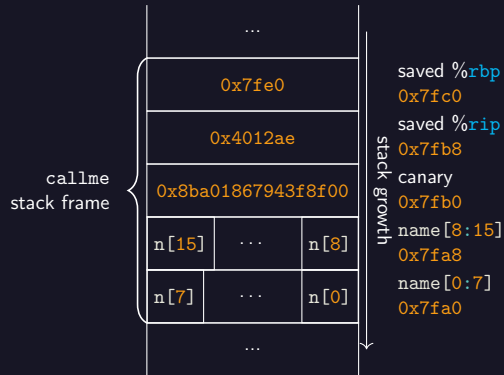 ...
0x7fe0
saved %rbp
0x7fc0
0x4012ae
saved %rip
0x7fb8
callme
stack frame
0x8ba01867943f8f00
canary
0x7fb0
stack growth
n[15] ... n[8]
name[8:15]
0x7fa8
n[7] ... n[0]
name[0:7]
0x7fa0
...